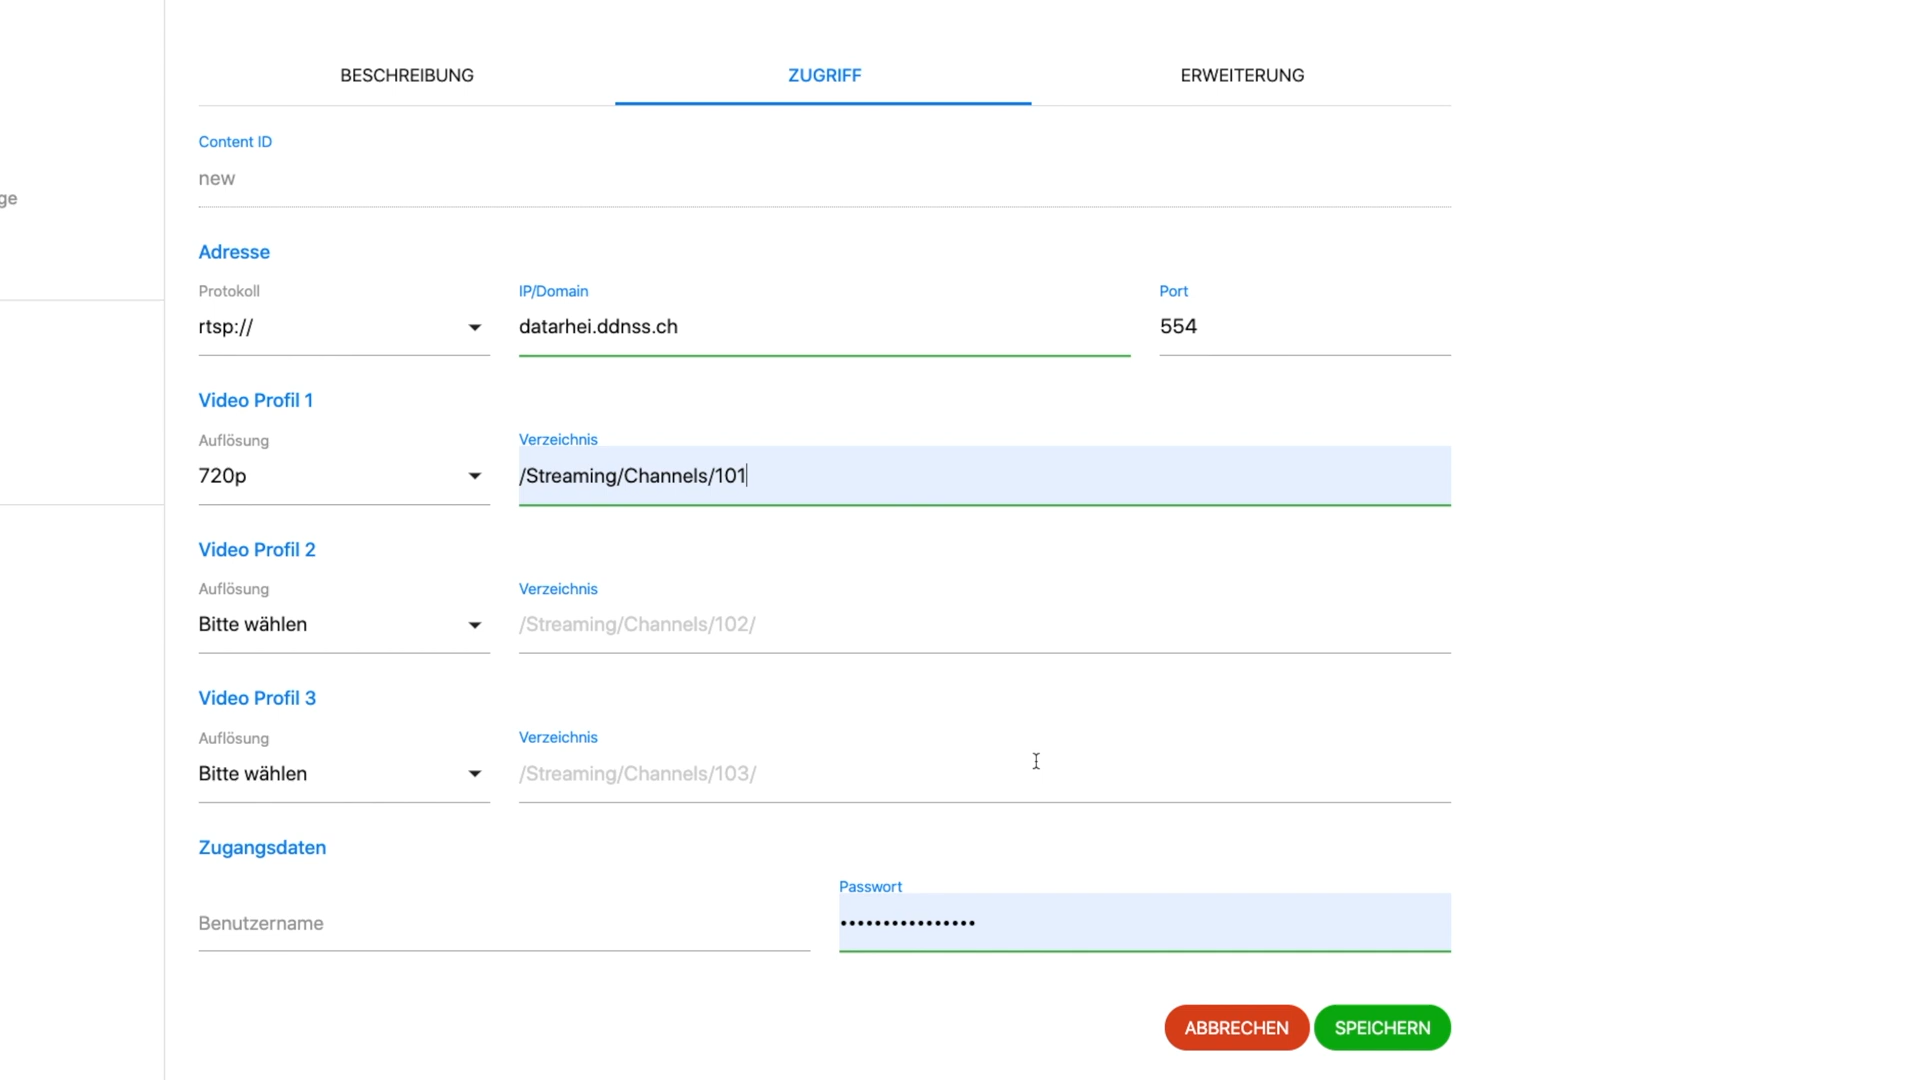 BESCHREIBUNG ZUGRIFF ERWEITERUNG
Content ID
new
ge
Adresse
Protokoll IP/Domain Port
rtsp:// datarhei.ddnss.ch 554
Video Profil 1
Auflösung Verzeichnis
720p /Streaming/Channels/101
Video Profil 2
Auflösung Verzeichnis
Bitte wählen /Streaming/Channels/102/
Video Profil 3
Auflösung Verzeichnis
Bitte wählen /Streaming/Channels/103/
Zugangsdaten
Passwort
Benutzername ••••••••••••••••
ABBRECHEN SPEICHERN